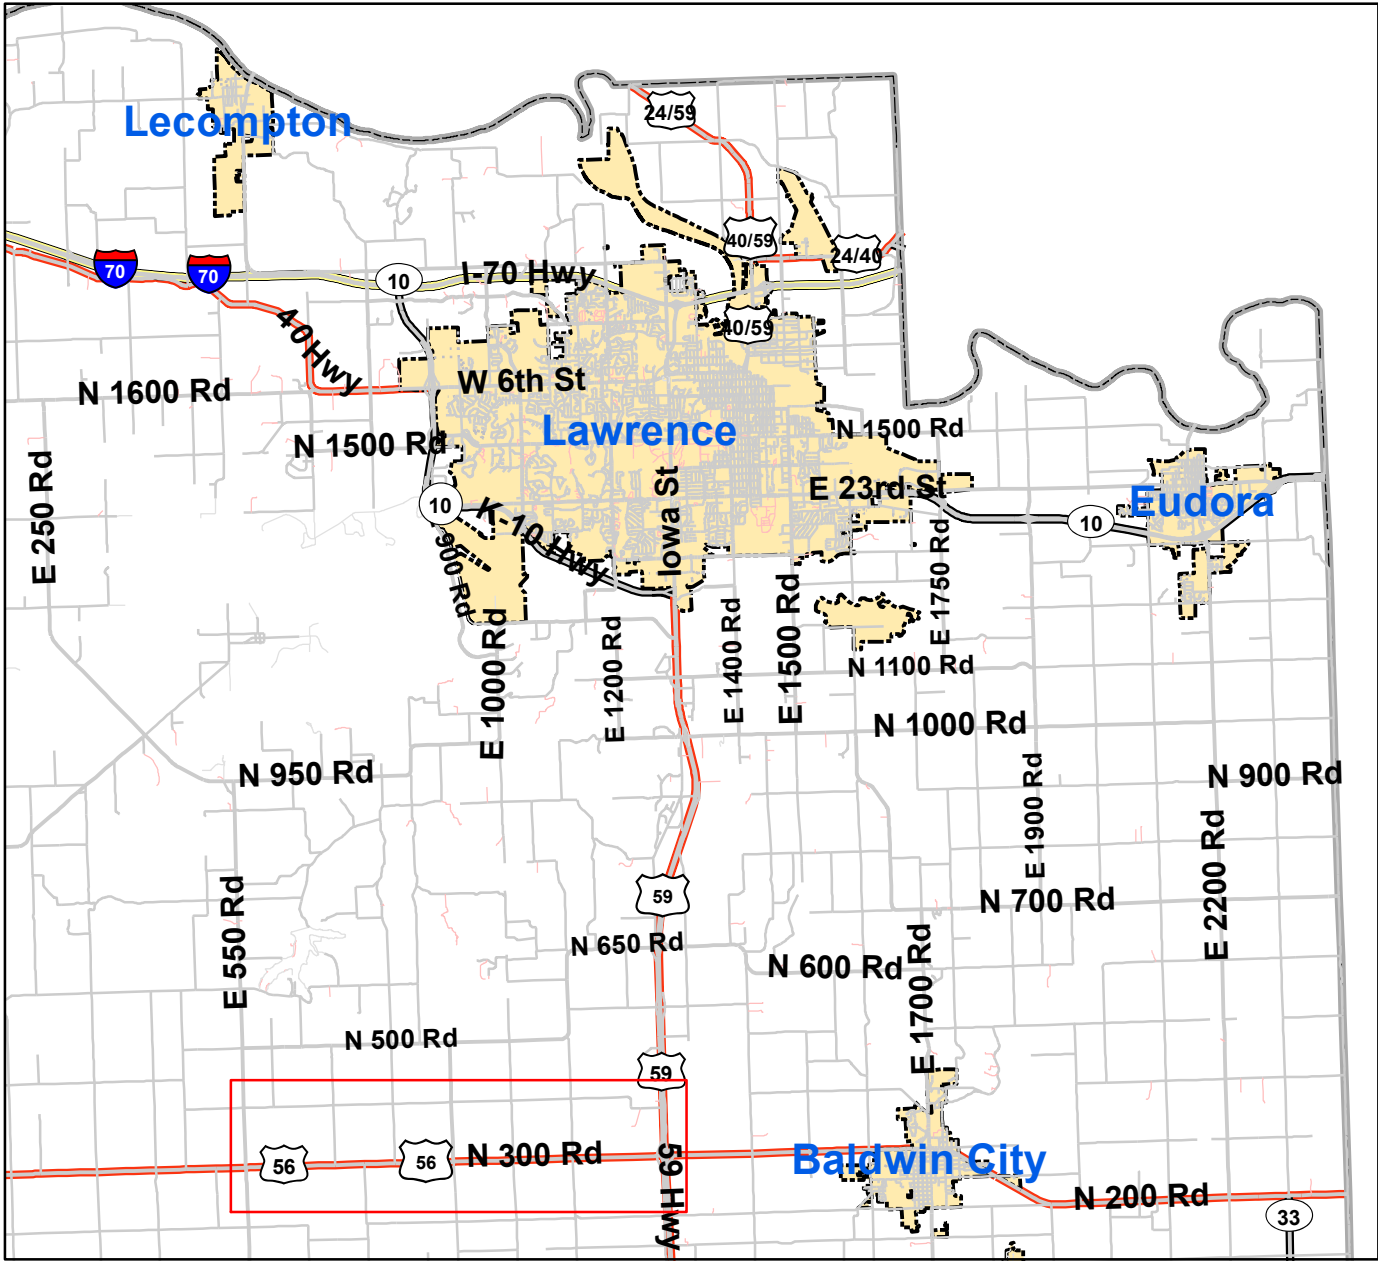 24/59
Lecompton
40/59
24/40
70
70
10
I-70 Hwy
40/59
40 Hwy
W 6th St
N 1600 Rd
N 1500 Rd
Lawrence
N 1500 Rd
E 250 Rd
Iowa St
E 23rd St
Eudora
10
K-10 Hwy
10
900 Rd
E 1750 Rd
E 1000 Rd
E 1200 Rd
E 1400 Rd
E 1500 Rd
N 1100 Rd
N 1000 Rd
N 950 Rd
N 900 Rd
E 1900 Rd
E 2200 Rd
E 550 Rd
59
N 700 Rd
N 650 Rd
N 600 Rd
E 1700 Rd
N 500 Rd
59
56
56
N 300 Rd
59 Hwy
Baldwin City
N 200 Rd
33